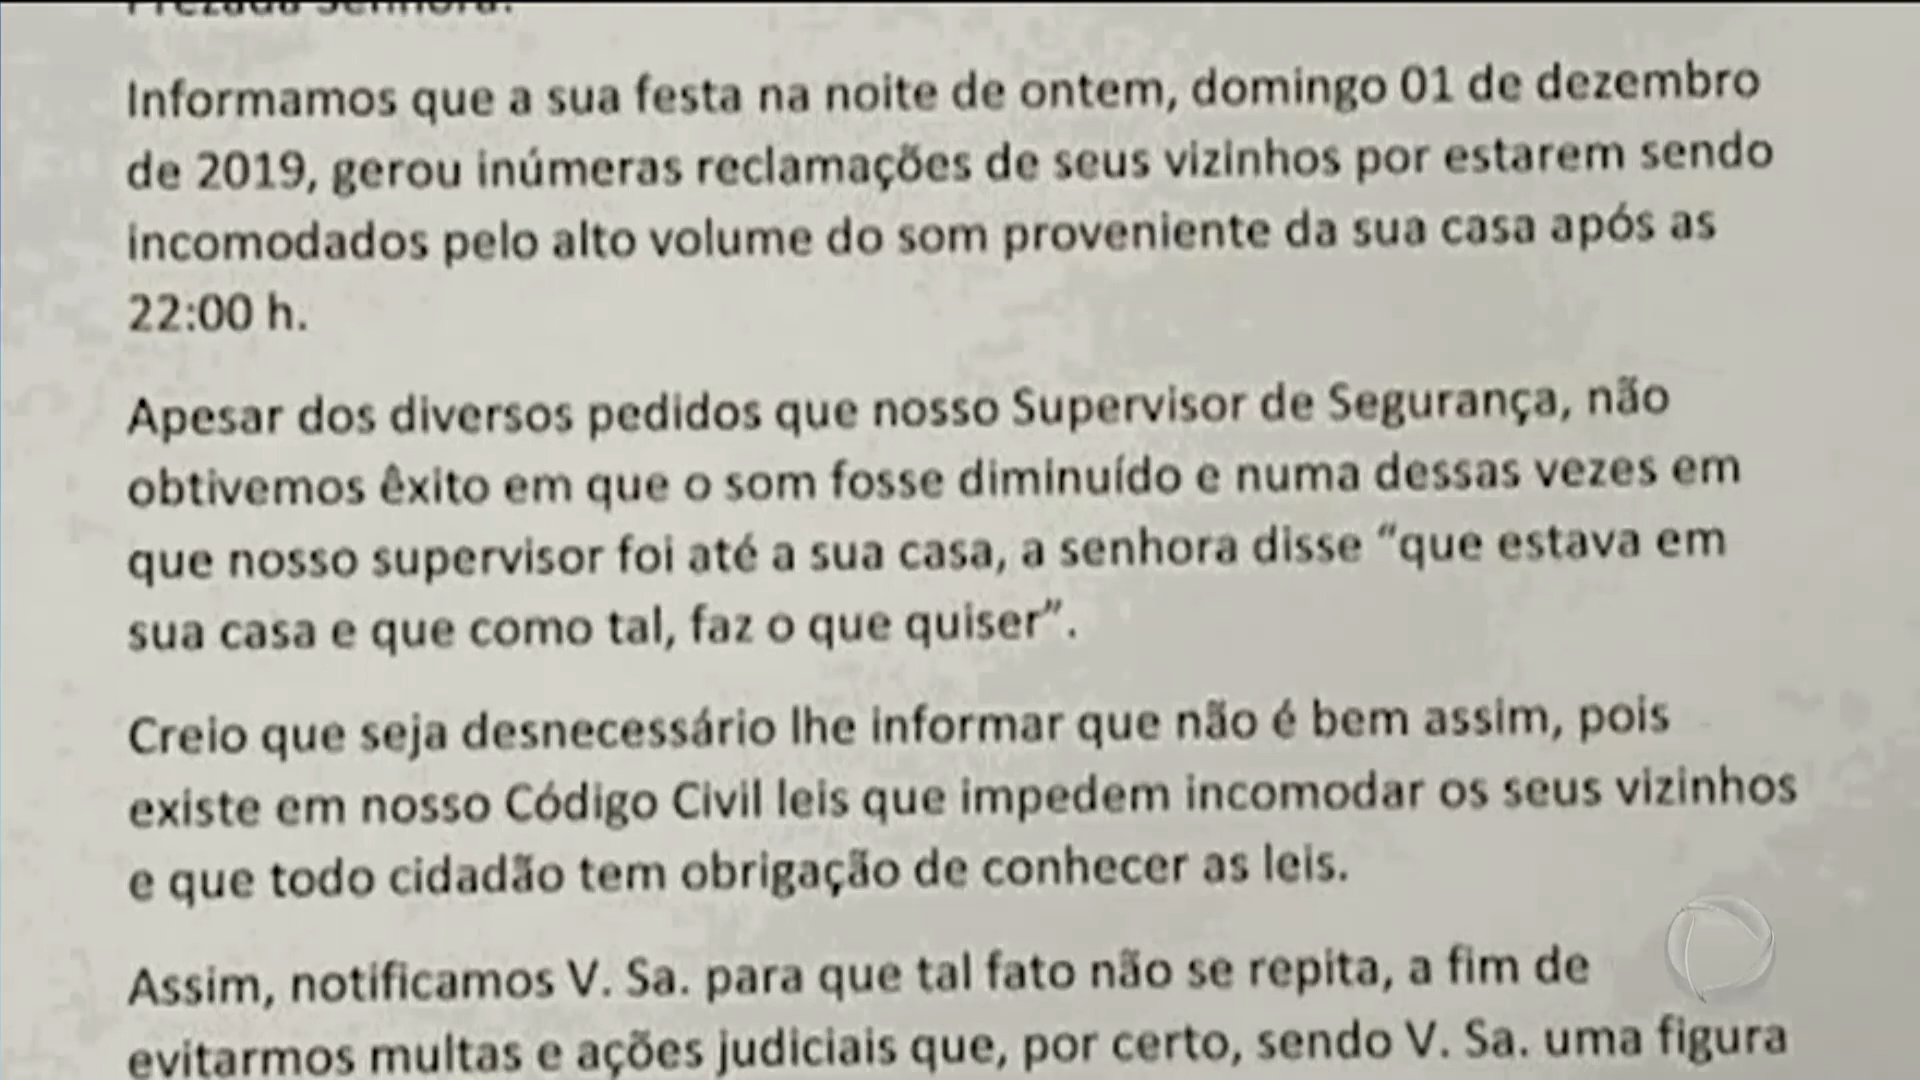 Prezada Senhora:
Informamos que a sua festa na noite de ontem, domingo 01 de dezembro
de 2019, gerou inúmeras reclamações de seus vizinhos por estarem sendo
incomodados pelo alto volume do som proveniente da sua casa após as
22:00 h.
Apesar dos diversos pedidos que nosso Supervisor de Segurança, não
obtivemos êxito em que o som fosse diminuído e numa dessas vezes em
que nosso supervisor foi até a sua casa, a senhora disse “que estava em
sua casa e que como tal, faz o que quiser”.
Creio que seja desnecessário lhe informar que não é bem assim, pois
existe em nosso Código Civil leis que impedem incomodar os seus vizinhos
e que todo cidadão tem obrigação de conhecer as leis.
Assim, notificamos V. Sa. para que tal fato não se repita, a fim de
evitarmos multas e ações judiciais que, por certo, sendo V. Sa. uma figura